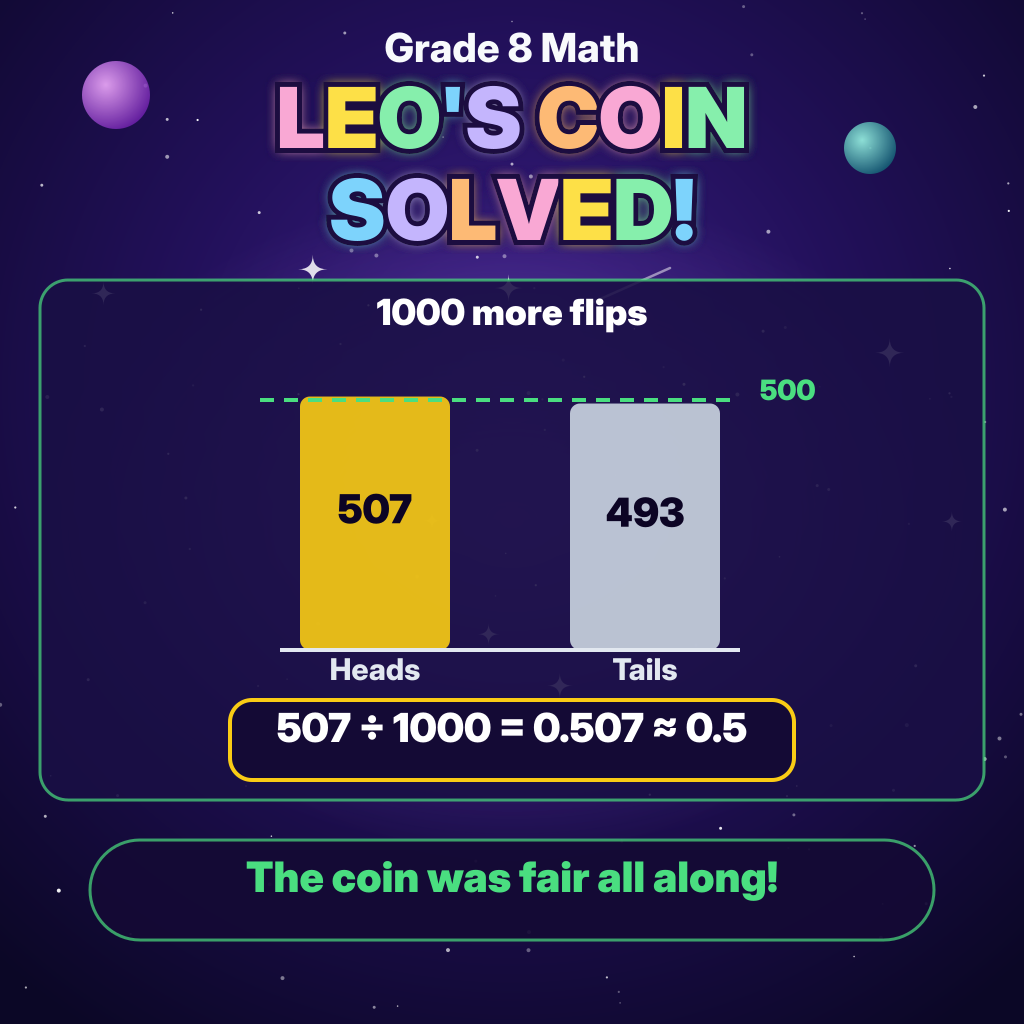 Grade 8 Math
LEO'S COIN
SOLVED!
1000 more flips
500
507
493
Heads
Tails
507 ÷ 1000 = 0.507 ≈ 0.5
The coin was fair all along!